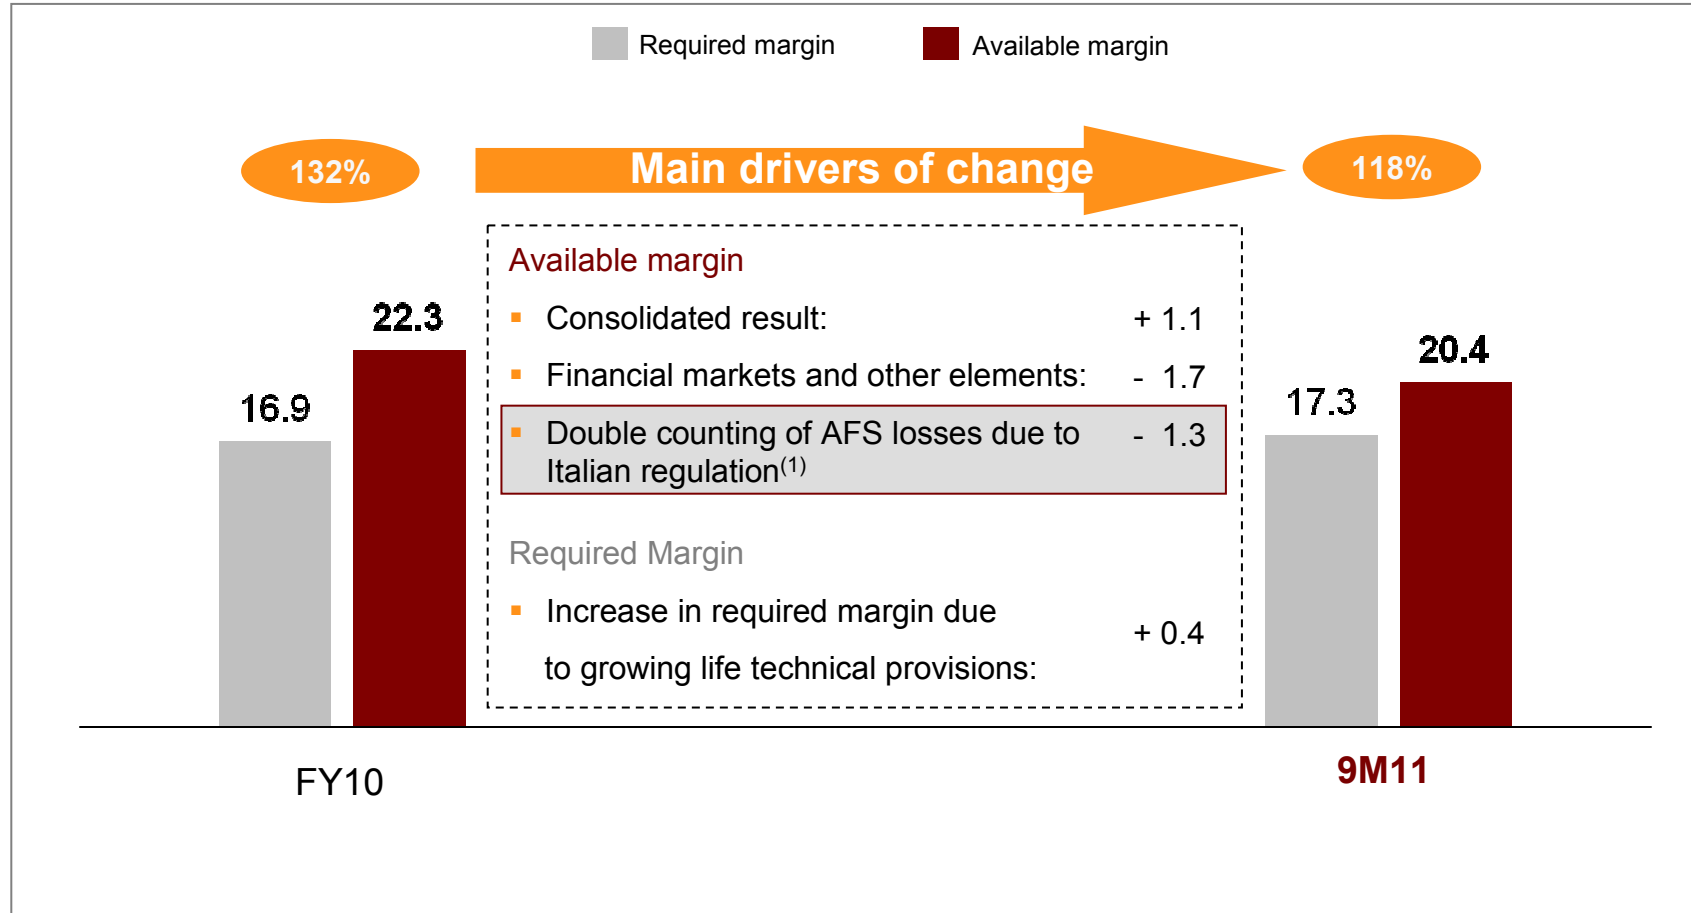 Required margin
Available margin
132%
Main drivers of change
118%
Available margin
▪ Consolidated result: + 1.1
▪ Financial markets and other elements: - 1.7
▪ Double counting of AFS losses due to - 1.3
Italian regulation(1)
Required Margin
▪ Increase in required margin due
to growing life technical provisions: + 0.4
16.9
22.3
17.3
20.4
FY10
9M11